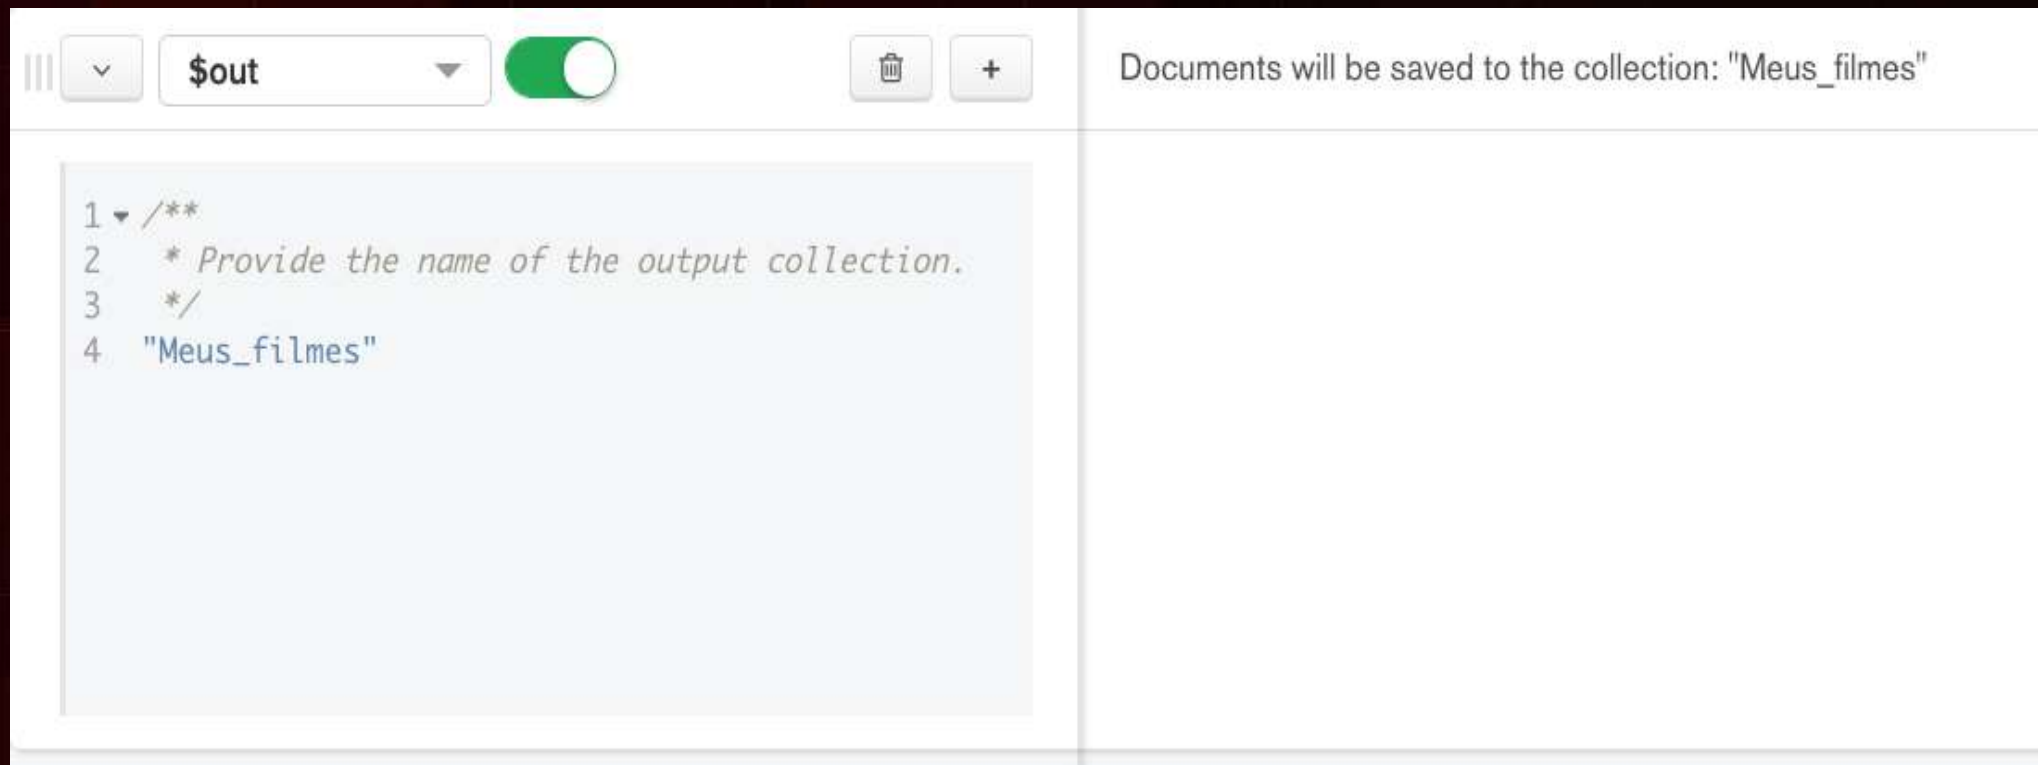 $out
Documents will be saved to the collection: "Meus_filmes"
1 /**
2 * Provide the name of the output collection.
3 */
4 "Meus_filmes"